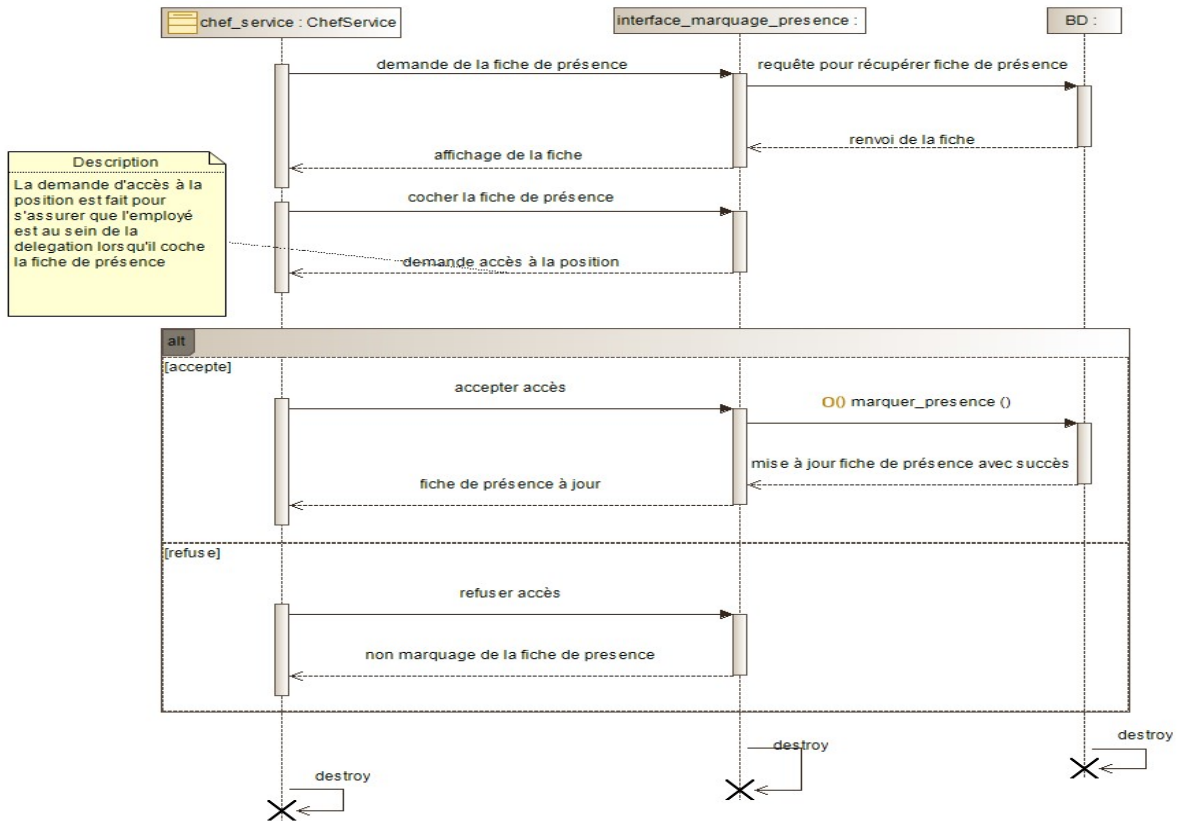 chef_service : ChefService
interface_marquage_presence :
BD :
demande de la fiche de présence
requête pour récupérer fiche de présence
renvoi de la fiche
affichage de la fiche
Description
La demande d'accès à la
position est fait pour
s'assurer que l'employé
est au sein de la
delegation lorsqu'il coche
la fiche de présence
cocher la fiche de présence
demande accès à la position
alt
[accepte]
accepter accès
O() marquer_presence ()
mise à jour fiche de présence avec succès
fiche de présence à jour
[refuse]
refuser accès
non marquage de la fiche de presence
destroy
destroy
destroy